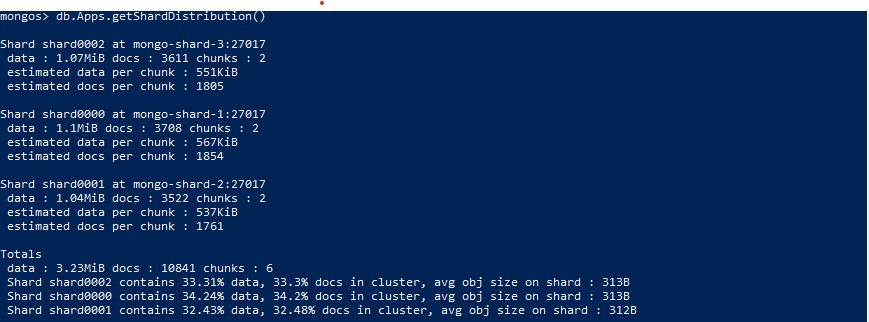 mongos> db.Apps.getShardDistribution()
Shard shard0002 at mongo-shard-3:27017
data : 1.07MiB docs : 3611 chunks : 2
estimated data per chunk : 551KiB
estimated docs per chunk : 1805
Shard shard0000 at mongo-shard-1:27017
data : 1.1MiB docs : 3708 chunks : 2
estimated data per chunk : 567KiB
estimated docs per chunk : 1854
Shard shard0001 at mongo-shard-2:27017
data : 1.04MiB docs : 3522 chunks : 2
estimated data per chunk : 537KiB
estimated docs per chunk : 1761
Totals
data : 3.23MiB docs : 10841 chunks : 6
Shard shard0002 contains 33.31% data, 33.3% docs in cluster, avg obj size on shard : 313B
Shard shard0000 contains 34.24% data, 34.2% docs in cluster, avg obj size on shard : 313B
Shard shard0001 contains 32.43% data, 32.48% docs in cluster, avg obj size on shard : 312B